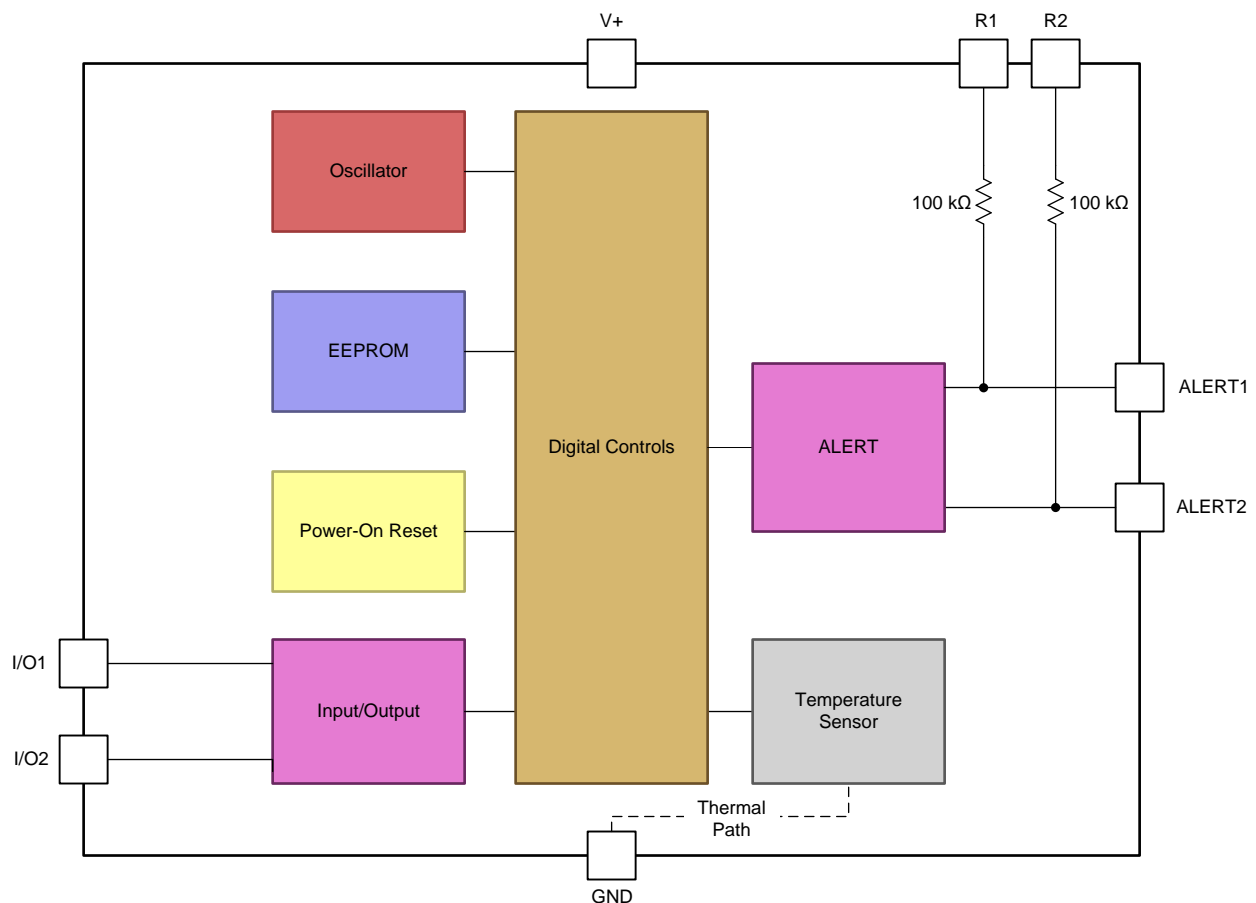 V+
R1
R2
Oscillator
100 kΩ
100 kΩ
EEPROM
ALERT1
Digital Controls
ALERT
ALERT2
Power-On Reset
I/O1
Input/Output
Temperature
Sensor
I/O2
Thermal
Path
GND